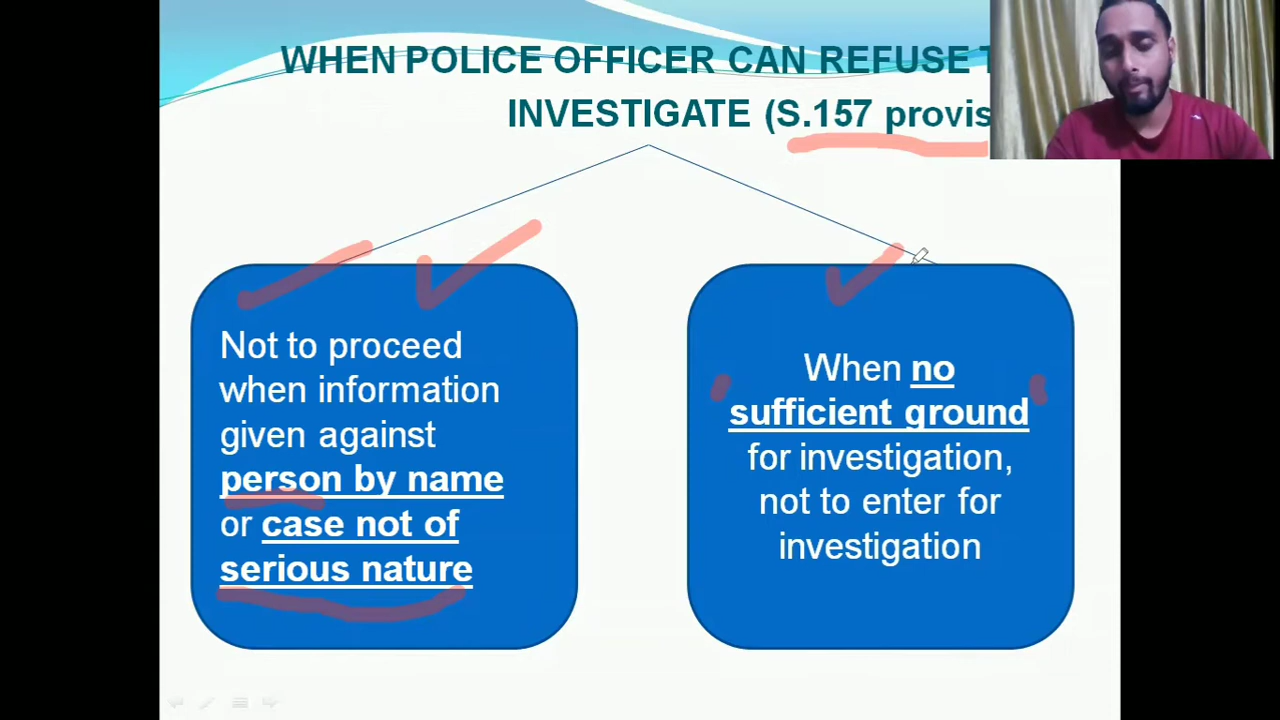 WHEN POLICE OFFICER CAN REFUSE
INVESTIGATE (S.157 provis
Not to proceed
when information
given against
person by name
or case not of
serious nature
When no
sufficient ground
for investigation,
not to enter for
investigation